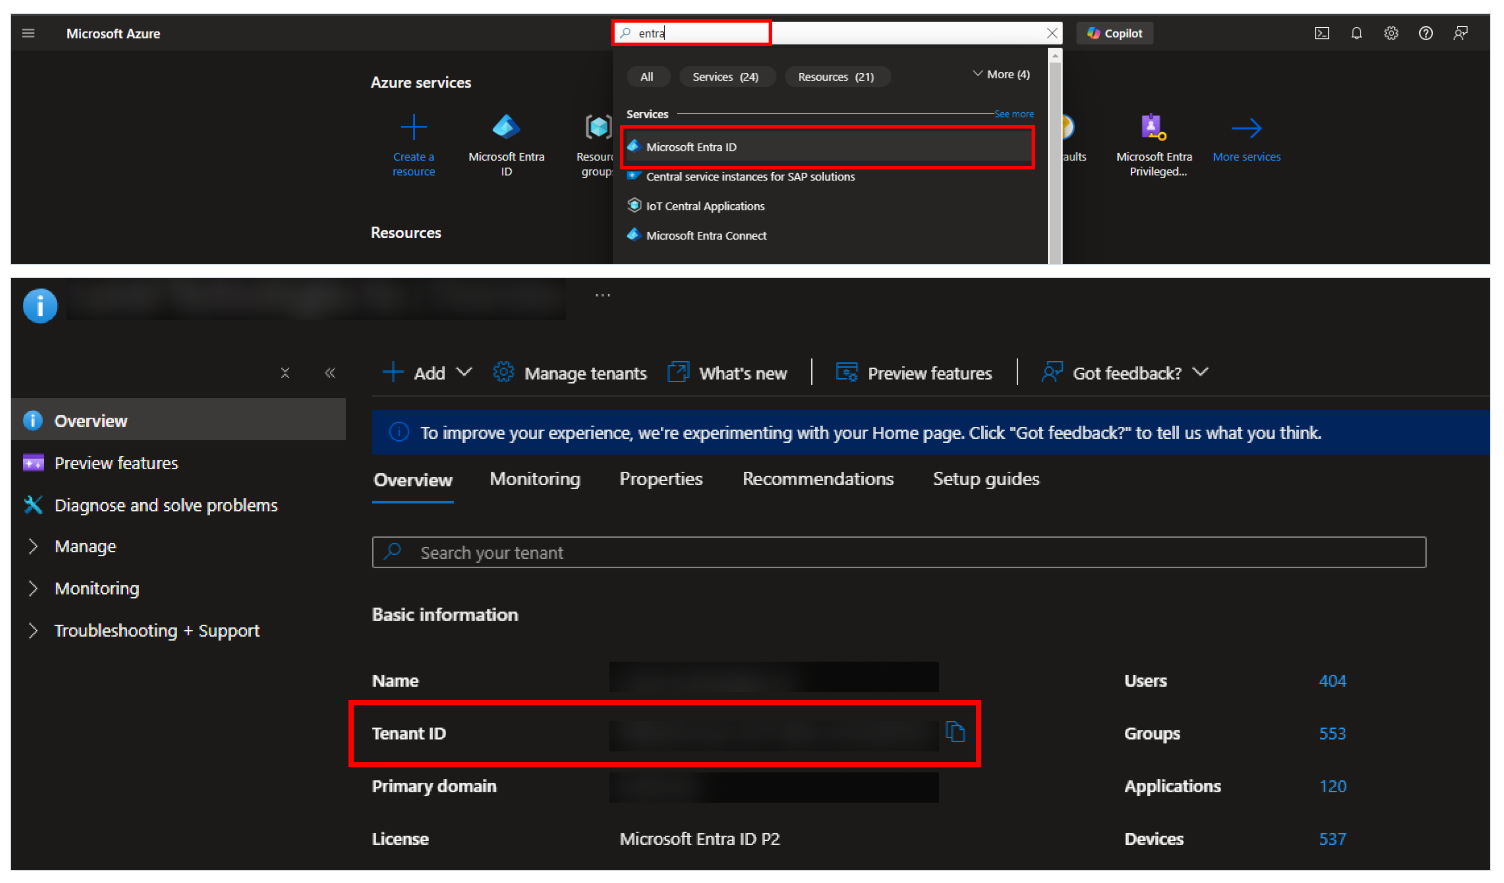 Microsoft Azure
entra
Copilot
All
Services (24)
Resources (21)
More (4)
Azure services
Services
See more
Microsoft Entra ID
Central service instances for SAP solutions
IoT Central Applications
Microsoft Entra Connect
Create a
resource
Microsoft Entra
ID
Resour
group
aults
Microsoft Entra
Privileged...
More services
Resources
...
Add
Manage tenants
What's new
Preview features
Got feedback?
Overview
Preview features
Diagnose and solve problems
Manage
Monitoring
Troubleshooting + Support
To improve your experience, we're experimenting with your Home page. Click "Got feedback?" to tell us what you think.
Overview
Monitoring
Properties
Recommendations
Setup guides
Search your tenant
Basic information
Name
Users 404
Tenant ID
Groups 553
Primary domain
Applications 120
License Microsoft Entra ID P2
Devices 537